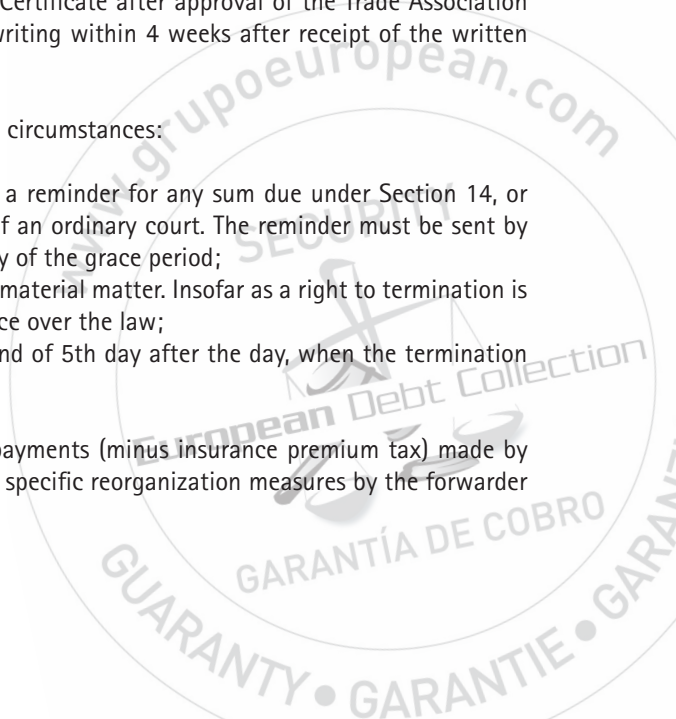 Certificate after approval of the Trade Association
writing within 4 weeks after receipt of the written
www.grupoeuropean.com
circumstances:
a reminder for any sum due under Section 14, or
f an ordinary court. The reminder must be sent by
SECURITY
y of the grace period;
material matter. Insofar as a right to termination is
ce over the law;
nd of 5th day after the day, when the termination
European Debt Collection
payments (minus insurance premium tax) made by
specific reorganization measures by the forwarder
GARANTÍA DE COBRO
GUARANTY • GARANTIE • GARAN